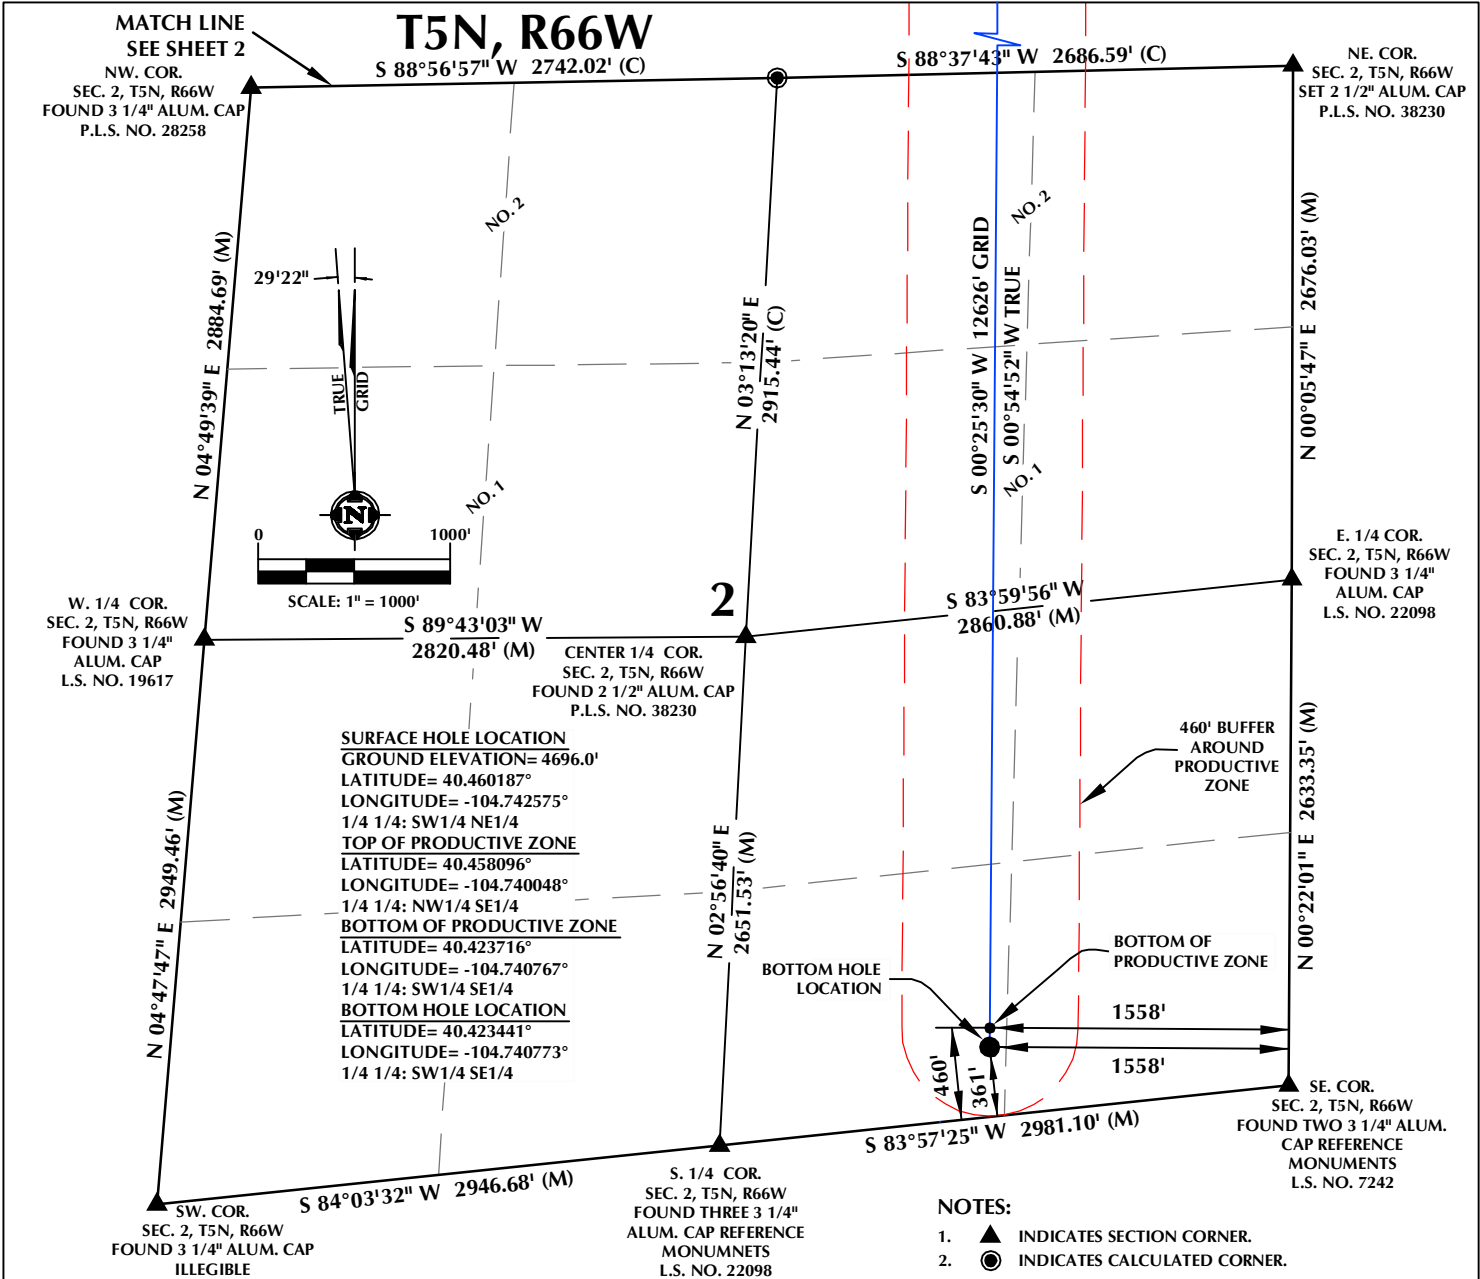 T5N, R66W
MATCH LINE
SEE SHEET 2
NW. COR.
SEC. 2, T5N, R66W
FOUND 3 1/4" ALUM. CAP
P.L.S. NO. 28258
S 88°56'57" W 2742.02' (C)
S 88°37'43" W 2686.59' (C)
NE. COR.
SEC. 2, T5N, R66W
SET 2 1/2" ALUM. CAP
P.L.S. NO. 38230
N 04°49'39" E 2884.69' (M)
29'22"
TRUE
GRID
N
NO. 2
NO. 1
0 1000'
SCALE: 1" = 1000'
N 03°13'20" E
2915.44' (C)
S 00°25'30" W 12626' GRID
S 00°54'52" W TRUE
NO. 2
NO. 1
N 00°05'47" E 2676.03' (M)
E. 1/4 COR.
SEC. 2, T5N, R66W
FOUND 3 1/4"
ALUM. CAP
L.S. NO. 22098
W. 1/4 COR.
SEC. 2, T5N, R66W
FOUND 3 1/4"
ALUM. CAP
L.S. NO. 19617
S 89°43'03" W
2820.48' (M)
2
CENTER 1/4 COR.
SEC. 2, T5N, R66W
FOUND 2 1/2" ALUM. CAP
P.L.S. NO. 38230
S 83°59'56" W
2860.88' (M)
SURFACE HOLE LOCATION
GROUND ELEVATION= 4696.0'
LATITUDE= 40.460187°
LONGITUDE= -104.742575°
1/4 1/4: SW1/4 NE1/4
TOP OF PRODUCTIVE ZONE
LATITUDE= 40.458096°
LONGITUDE= -104.740048°
1/4 1/4: NW1/4 SE1/4
BOTTOM OF PRODUCTIVE ZONE
LATITUDE= 40.423716°
LONGITUDE= -104.740767°
1/4 1/4: SW1/4 SE1/4
BOTTOM HOLE LOCATION
LATITUDE= 40.423441°
LONGITUDE= -104.740773°
1/4 1/4: SW1/4 SE1/4
N 04°47'47" E 2949.46' (M)
N 02°56'40" E
2651.53' (M)
460' BUFFER
AROUND
PRODUCTIVE
ZONE
N 00°22'01" E 2633.35' (M)
BOTTOM HOLE
LOCATION
BOTTOM OF
PRODUCTIVE ZONE
1558'
1558'
460'
361'
S 83°57'25" W 2981.10' (M)
S 84°03'32" W 2946.68' (M)
SE. COR.
SEC. 2, T5N, R66W
FOUND TWO 3 1/4" ALUM.
CAP REFERENCE
MONUMENTS
L.S. NO. 7242
SW. COR.
SEC. 2, T5N, R66W
FOUND 3 1/4" ALUM. CAP
ILLEGIBLE
S. 1/4 COR.
SEC. 2, T5N, R66W
FOUND THREE 3 1/4"
ALUM. CAP REFERENCE
MONUMNETS
L.S. NO. 22098
NOTES:
1. INDICATES SECTION CORNER.
2. INDICATES CALCULATED CORNER.